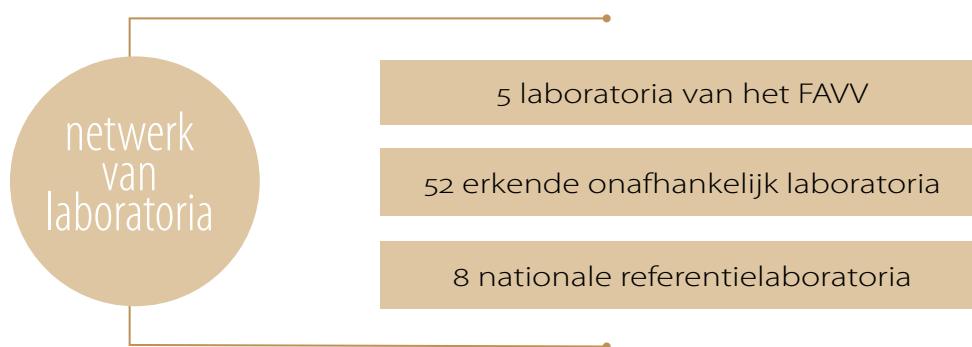 netwerk
van
laboratoria
5 laboratoria van het FAVV
52 erkende onafhankelijk laboratoria
8 nationale referentielaboratoria